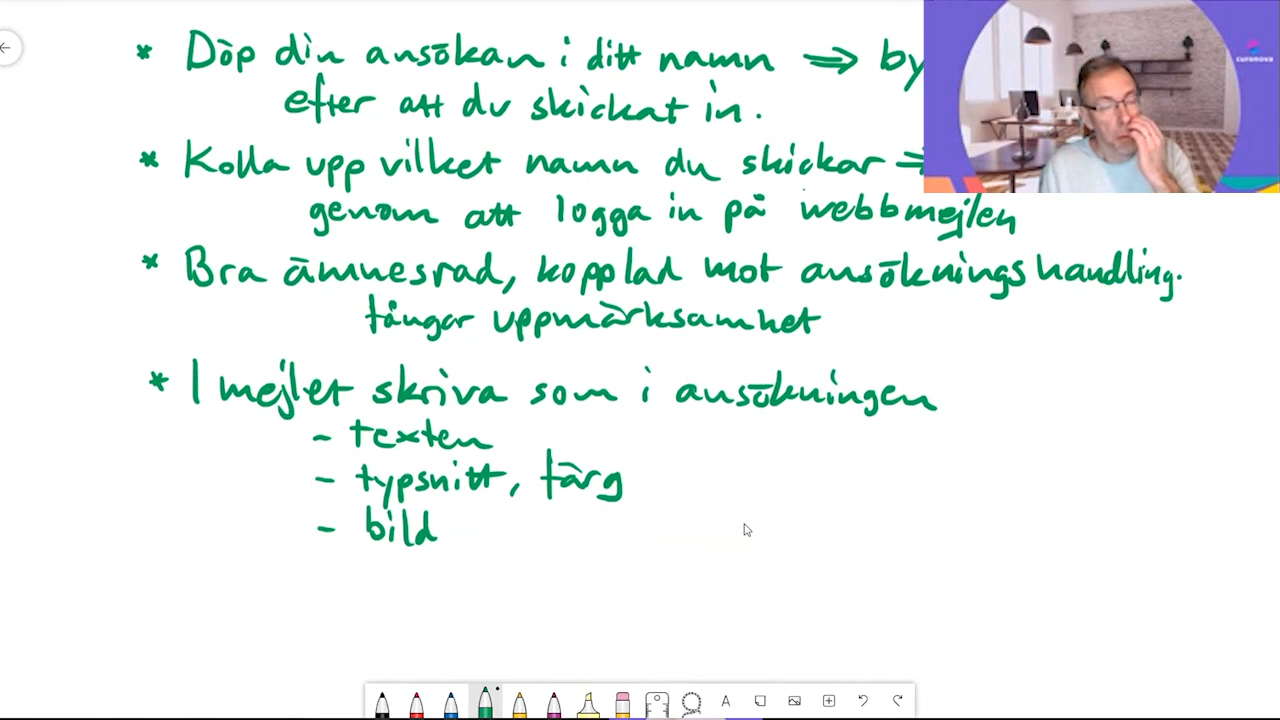 * Döp din ansökan i ditt namn => by
efter att du skickat in.
* Kolla upp vilket namn du skickar =>
genom att logga in på webbmejlen
* Bra ämnesrad, kopplad mot ansökningshandling.
fångar uppmärksamhet
* I mejlet skriva som i ansökningen
- texten
- typsnitt, färg
- bild
euronova
A